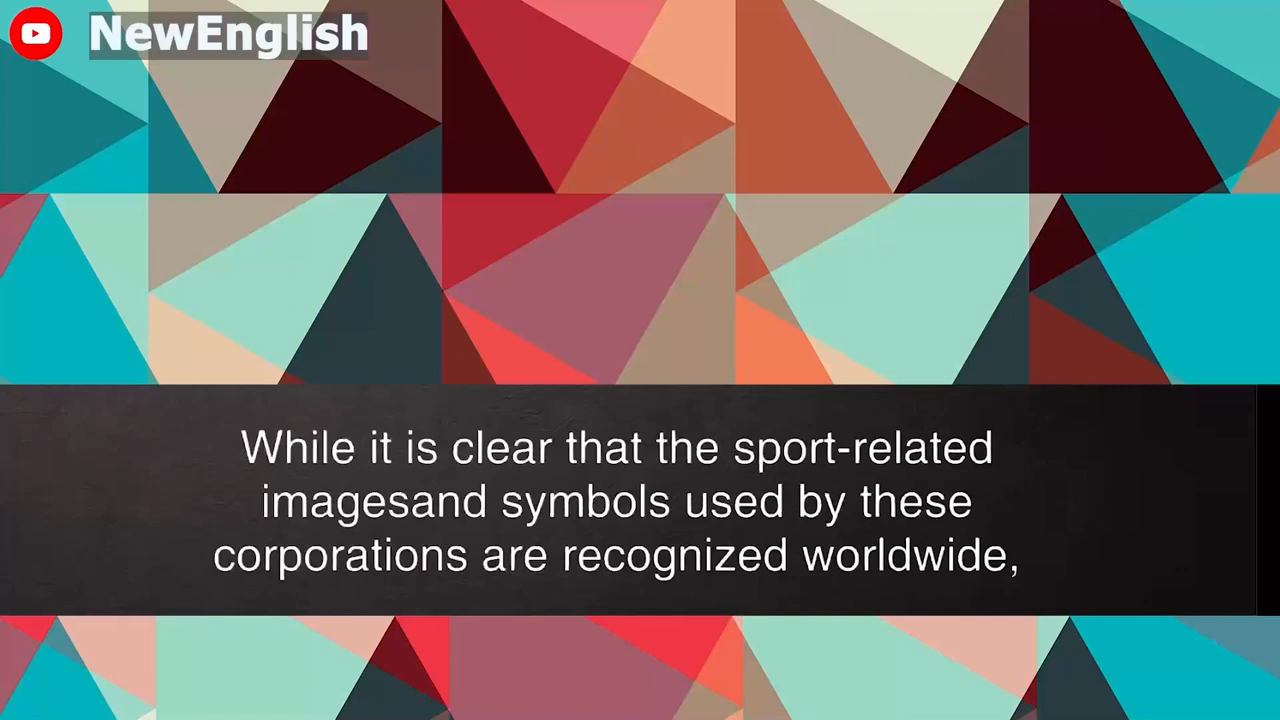 NewEnglish
While it is clear that the sport-related
imagesand symbols used by these
corporations are recognized worldwide,